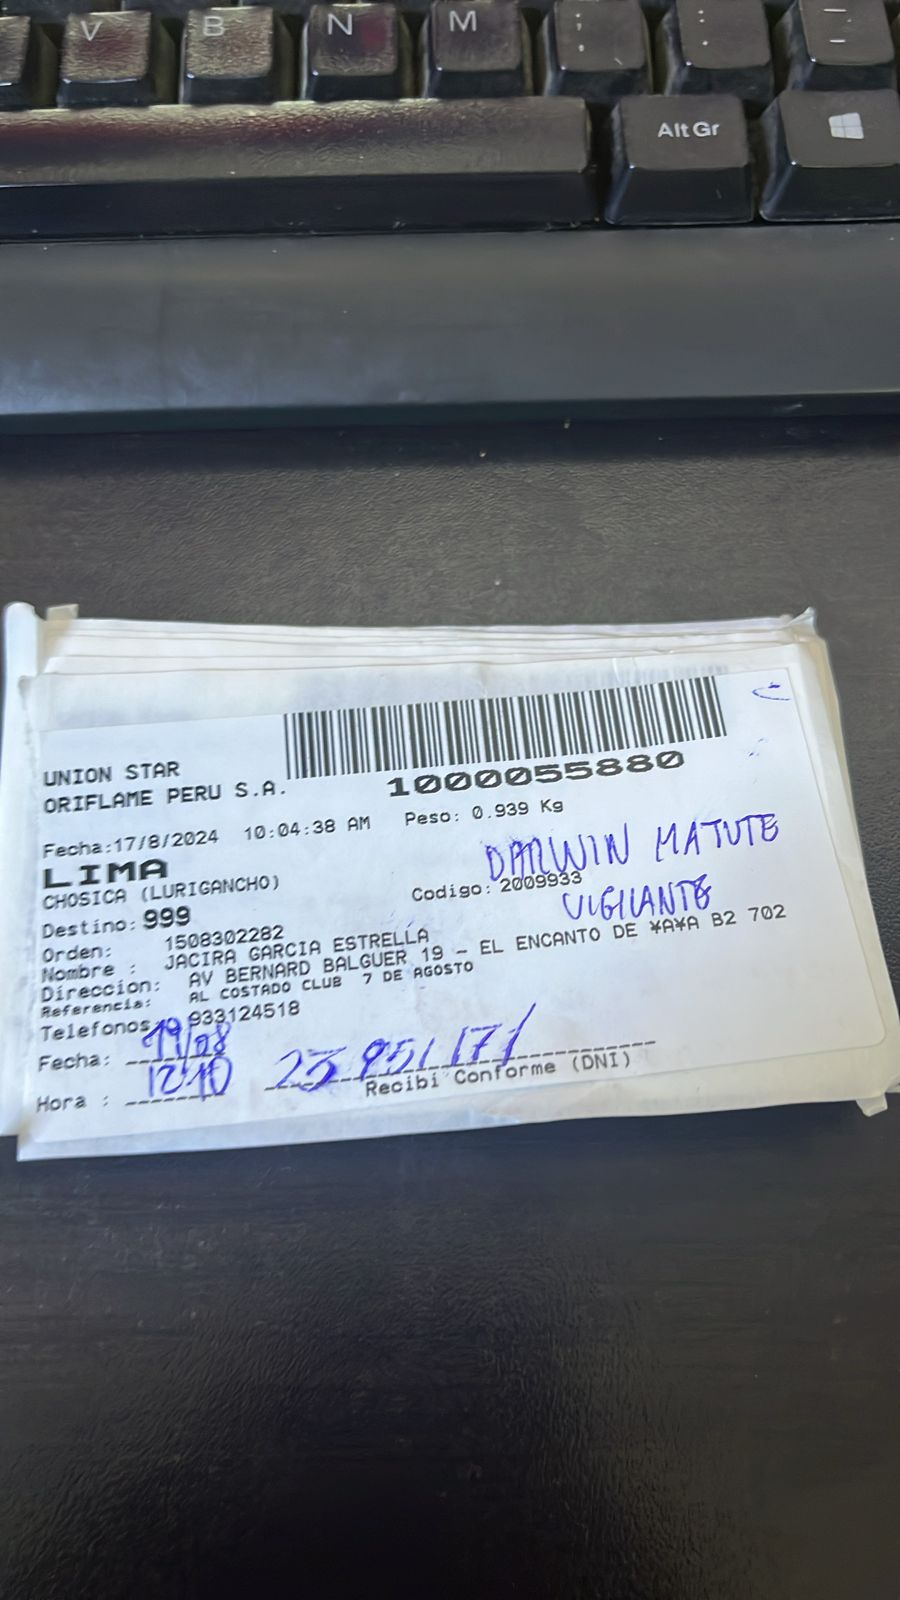 V B N M ; :
Alt Gr
UNION STAR
ORIFLAME PERU S.A.
1000055880
Fecha:17/8/2024 10:04:38 AM Peso: 0.939 Kg
LIMA
DARWIN MATUTE
CHOSICA (LURIGANCHO)
Codigo: 2009933
VIGILANTE
Destino: 999
Orden: 1508302282
Nombre : JACIRA GARCIA ESTRELLA
Direccion: AV BERNARD BALGUER 19 - EL ENCANTO DE ¥A¥A B2 702
Referencia: AL COSTADO CLUB 7 DE AGOSTO
Telefonos 933124518
Fecha: 19/08
Hora : 12:10
Recibi Conforme (DNI)